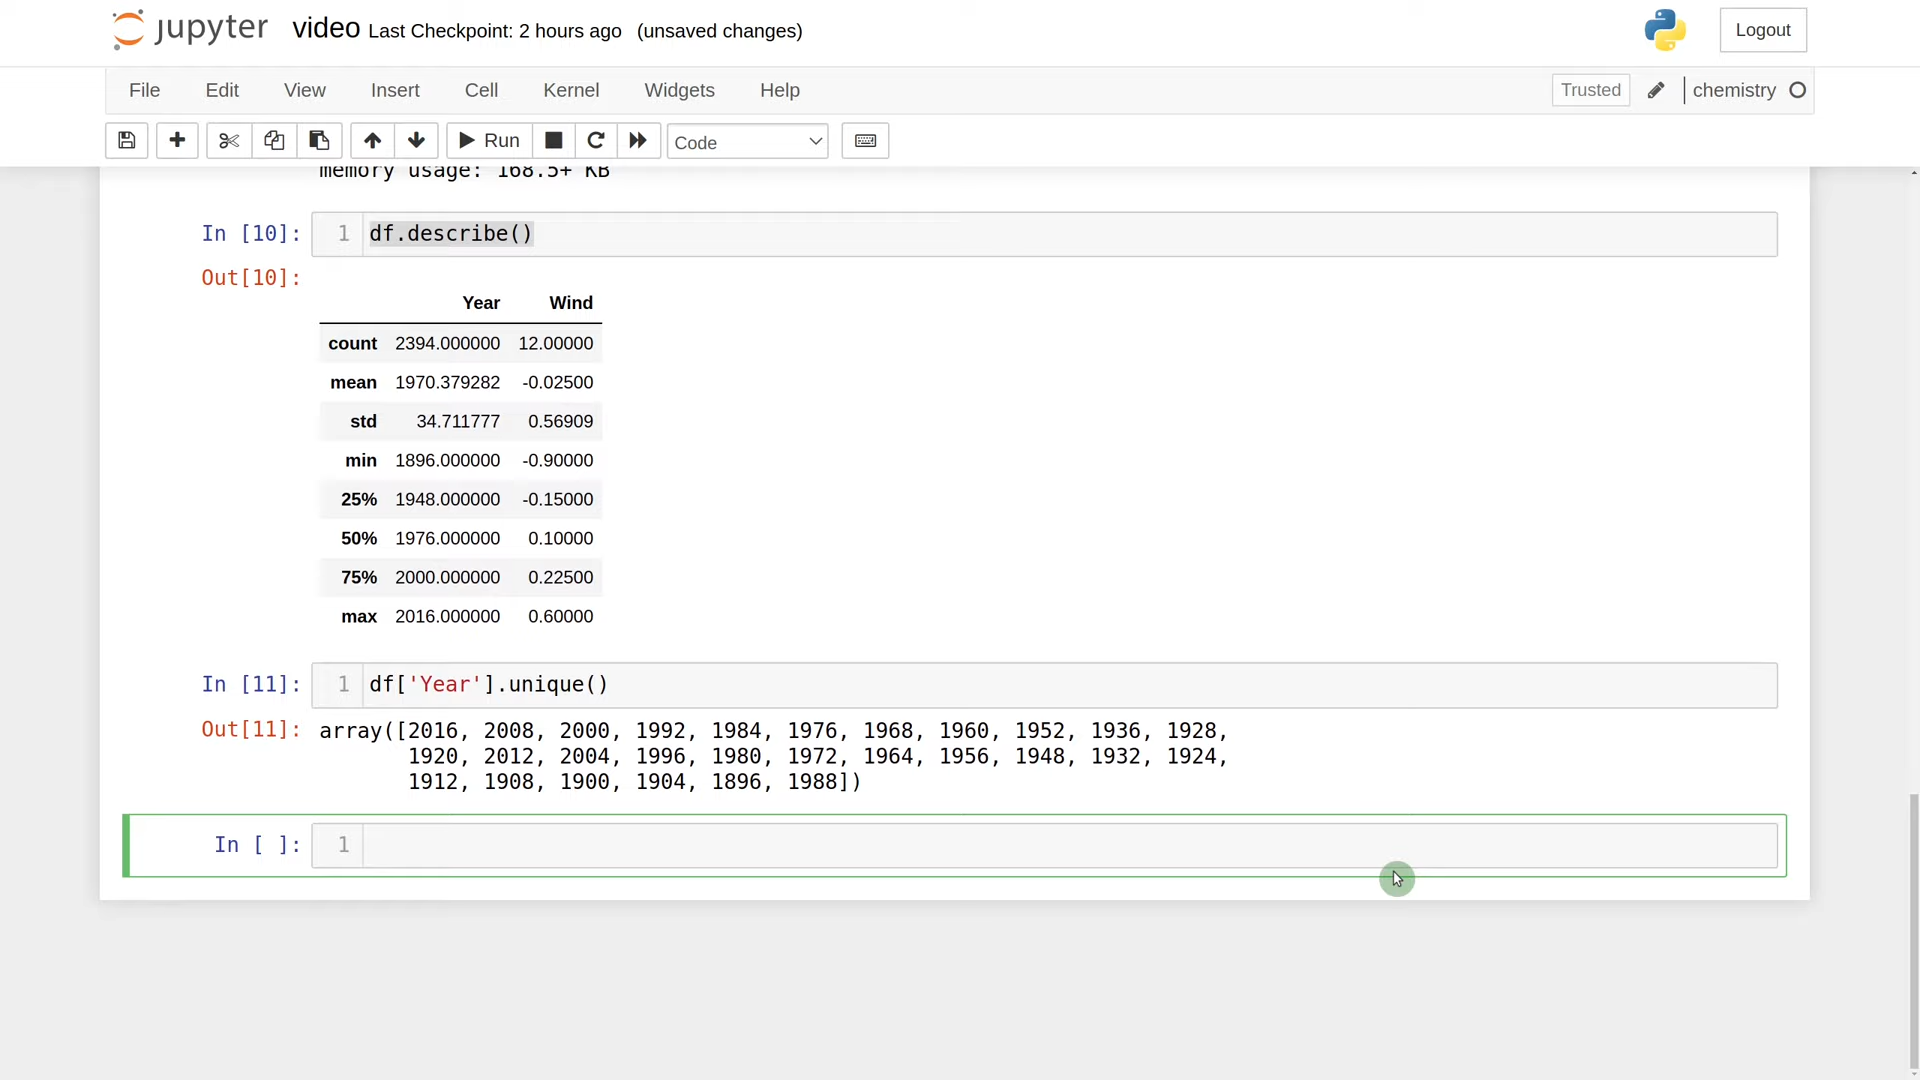 jupyter video Last Checkpoint: 2 hours ago (unsaved changes) Logout
File Edit View Insert Cell Kernel Widgets Help Trusted chemistry
Run Code
memory usage: 168.5+ KB
In [10]: 1 df.describe()
Out[10]:
Year Wind
count 2394.000000 12.00000
mean 1970.379282 -0.02500
std 34.711777 0.56909
min 1896.000000 -0.90000
25% 1948.000000 -0.15000
50% 1976.000000 0.10000
75% 2000.000000 0.22500
max 2016.000000 0.60000
In [11]: 1 df['Year'].unique()
Out[11]: array([2016, 2008, 2000, 1992, 1984, 1976, 1968, 1960, 1952, 1936, 1928,
1920, 2012, 2004, 1996, 1980, 1972, 1964, 1956, 1948, 1932, 1924,
1912, 1908, 1900, 1904, 1896, 1988])
In [ ]: 1